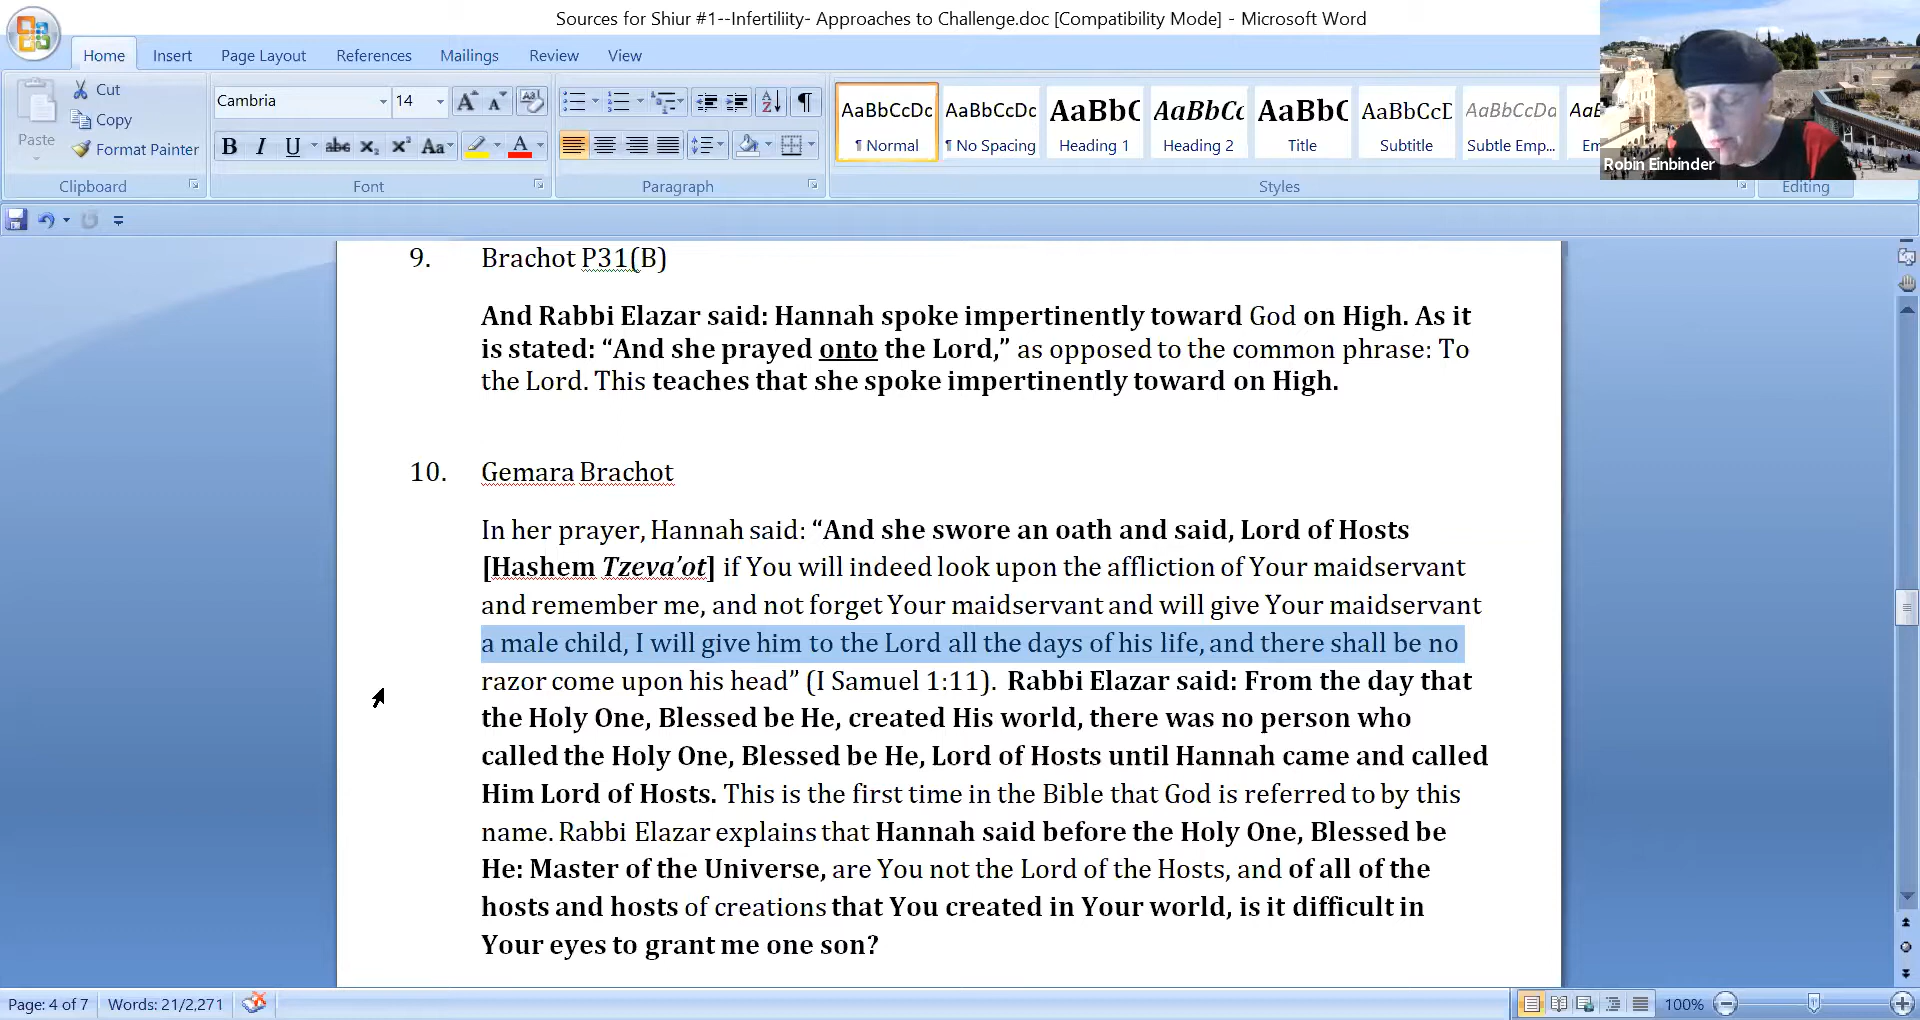 Sources for Shiur #1--Infertiliity- Approaches to Challenge.doc [Compatibility Mode] - Microsoft Word
Home Insert Page Layout References Mailings Review View
Paste
Cut
Copy
Format Painter
Clipboard
Cambria 14
B I U abc x₂ x² Aa A
Font
Paragraph
AaBbCcDc AaBbCcDc AaBbC AaBbCc AaBbC AaBbCcD AaBbCcDd AaBb
¶ Normal ¶ No Spacing Heading 1 Heading 2 Title Subtitle Subtle Emp... Em
Styles
Editing
Robin Einbinder
9. Brachot P31(B)
And Rabbi Elazar said: Hannah spoke impertinently toward God on High. As it
is stated: “And she prayed onto the Lord,” as opposed to the common phrase: To
the Lord. This teaches that she spoke impertinently toward on High.
10. Gemara Brachot
In her prayer, Hannah said: “And she swore an oath and said, Lord of Hosts
[Hashem Tzeva’ot] if You will indeed look upon the affliction of Your maidservant
and remember me, and not forget Your maidservant and will give Your maidservant
a male child, I will give him to the Lord all the days of his life, and there shall be no
razor come upon his head” (I Samuel 1:11). Rabbi Elazar said: From the day that
the Holy One, Blessed be He, created His world, there was no person who
called the Holy One, Blessed be He, Lord of Hosts until Hannah came and called
Him Lord of Hosts. This is the first time in the Bible that God is referred to by this
name. Rabbi Elazar explains that Hannah said before the Holy One, Blessed be
He: Master of the Universe, are You not the Lord of the Hosts, and of all of the
hosts and hosts of creations that You created in Your world, is it difficult in
Your eyes to grant me one son?
Page: 4 of 7 Words: 21/2,271 100%